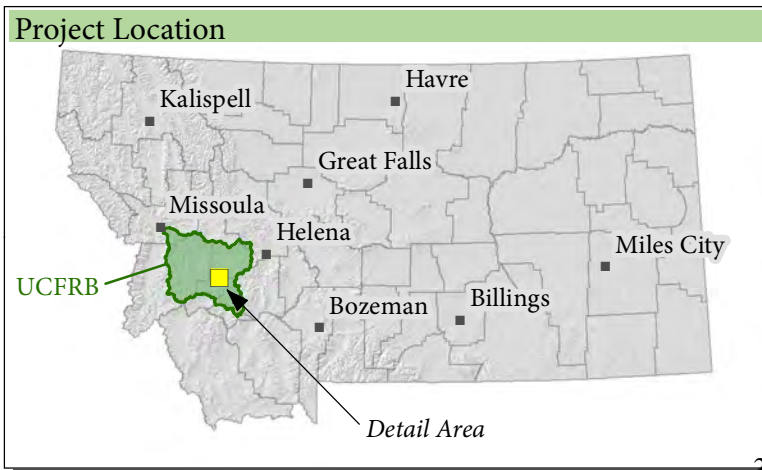 Project Location
Havre
Kalispell
Great Falls
Missoula
Helena
Miles City
UCFRB
Bozeman
Billings
Detail Area